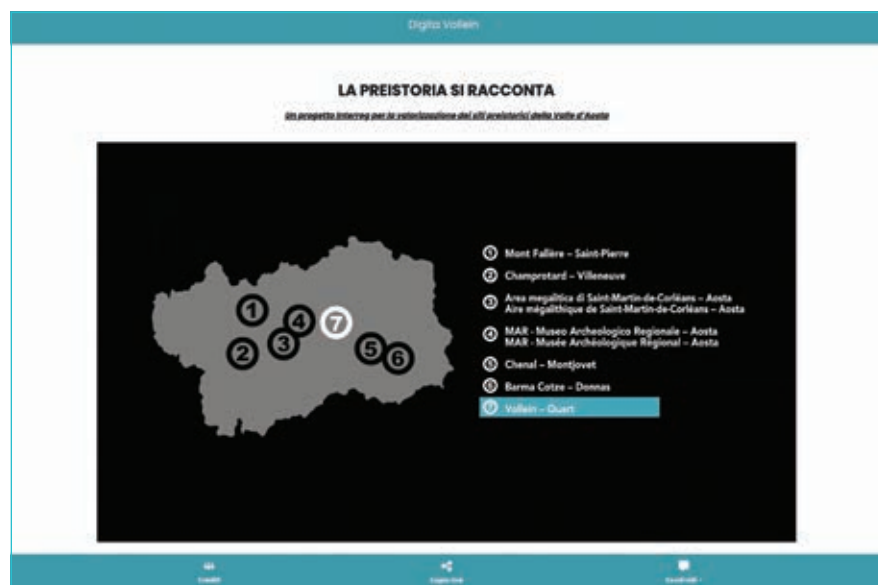 Digita Vollein
LA PREISTORIA SI RACCONTA
Un progetto Interreg per la valorizzazione dei siti preistorici della Valle d'Aosta
1
2
3
4
5
6
7
① Mont Fallère – Saint-Pierre
② Champrotard – Villeneuve
③ Area megalitica di Saint-Martin-de-Corléans – Aosta
Aire mégalithique de Saint-Martin-de-Corléans – Aosta
④ MAR - Museo Archeologico Regionale – Aosta
MAR - Musée Archéologique Régional – Aosta
⑤ Chenal – Montjovet
⑥ Barma Cotze – Donnas
⑦ Vollein – Quart